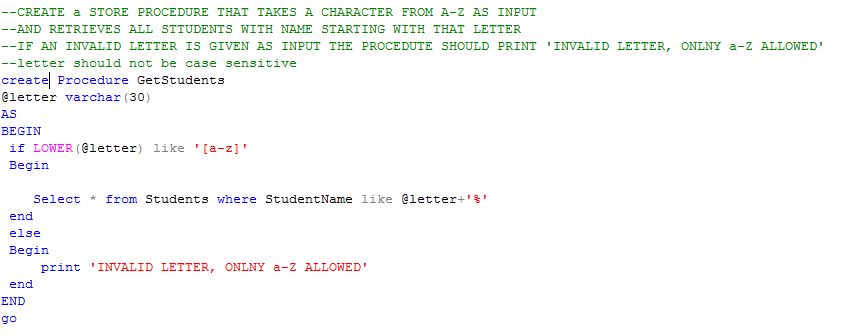 --CREATE a STORE PROCEDURE THAT TAKES A CHARACTER FROM A-Z AS INPUT
--AND RETRIEVES ALL STTUDENTS WITH NAME STARTING WITH THAT LETTER
--IF AN INVALID LETTER IS GIVEN AS INPUT THE PROCEDUTE SHOULD PRINT 'INVALID LETTER, ONLNY a-Z ALLOWED'
--letter should not be case sensitive
create Procedure GetStudents
@letter varchar(30)
AS
BEGIN
if LOWER(@letter) like '[a-z]'
Begin
Select * from Students where StudentName like @letter+'%'
end
else
Begin
print 'INVALID LETTER, ONLNY a-Z ALLOWED'
end
END
go